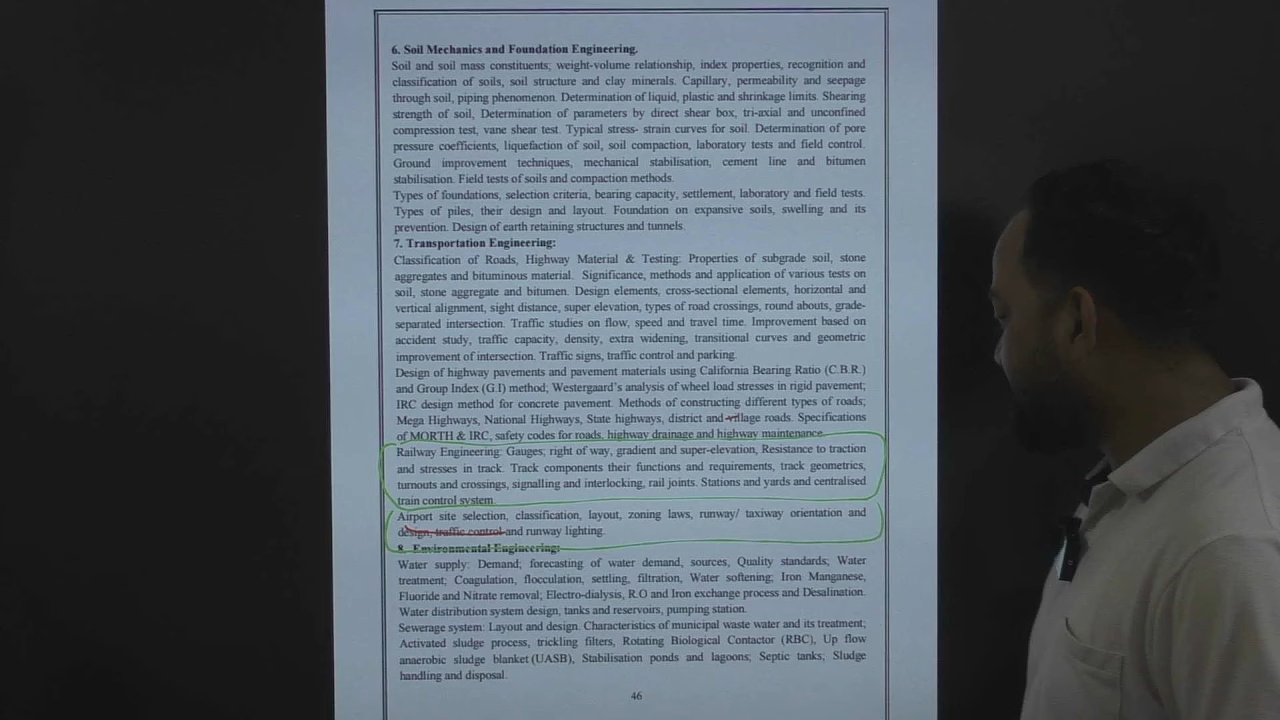 6. Soil Mechanics and Foundation Engineering.
Soil and soil mass constituents; weight-volume relationship, index properties, recognition and
classification of soils, soil structure and clay minerals. Capillary, permeability and seepage
through soil, piping phenomenon. Determination of liquid, plastic and shrinkage limits. Shearing
strength of soil, Determination of parameters by direct shear box, tri-axial and unconfined
compression test, vane shear test. Typical stress- strain curves for soil. Determination of pore
pressure coefficients, liquefaction of soil, soil compaction, laboratory tests and field control.
Ground improvement techniques, mechanical stabilisation, cement line and bitumen
stabilisation. Field tests of soils and compaction methods.
Types of foundations, selection criteria, bearing capacity, settlement, laboratory and field tests.
Types of piles, their design and layout. Foundation on expansive soils, swelling and its
prevention. Design of earth retaining structures and tunnels.
7. Transportation Engineering:
Classification of Roads, Highway Material & Testing: Properties of subgrade soil, stone
aggregates and bituminous material. Significance, methods and application of various tests on
soil, stone aggregate and bitumen. Design elements, cross-sectional elements, horizontal and
vertical alignment, sight distance, super elevation, types of road crossings, round abouts, grade-
separated intersection. Traffic studies on flow, speed and travel time. Improvement based on
accident study, traffic capacity, density, extra widening, transitional curves and geometric
improvement of intersection. Traffic signs, traffic control and parking.
Design of highway pavements and pavement materials using California Bearing Ratio (C.B.R.)
and Group Index (G.I) method; Westergaard's analysis of wheel load stresses in rigid pavement;
IRC design method for concrete pavement. Methods of constructing different types of roads;
Mega Highways, National Highways, State highways, district and village roads. Specifications
of MORTH & IRC, safety codes for roads, highway drainage and highway maintenance.
Railway Engineering: Gauges; right of way, gradient and super-elevation, Resistance to traction
and stresses in track. Track components their functions and requirements, track geometrics,
turnouts and crossings, signalling and interlocking, rail joints. Stations and yards and centralised
train control system.
Airport site selection, classification, layout, zoning laws, runway/ taxiway orientation and
design, traffic control and runway lighting.
8. Environmental Engineering:
Water supply: Demand; forecasting of water demand, sources, Quality standards; Water
treatment; Coagulation, flocculation, settling, filtration, Water softening; Iron Manganese,
Fluoride and Nitrate removal; Electro-dialysis, R.O and Iron exchange process and Desalination.
Water distribution system design, tanks and reservoirs, pumping station.
Sewerage system: Layout and design. Characteristics of municipal waste water and its treatment;
Activated sludge process, trickling filters, Rotating Biological Contactor (RBC), Up flow
anaerobic sludge blanket (UASB), Stabilisation ponds and lagoons; Septic tanks; Sludge
handling and disposal.
46